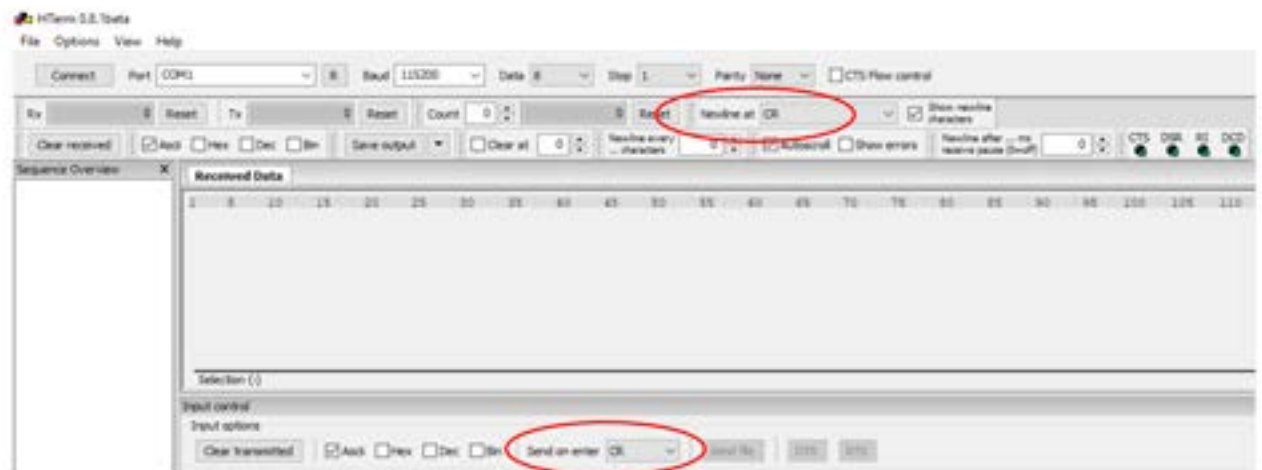 HTerm 0.8.1beta
File Options View Help
Connect Port COM1 R Baud 115200 Data 8 Stop 1 Parity None CTS Flow control
Rx 0 Reset Tx 0 Reset Count 0 0 Reset Newline at CR Show newline characters
Clear received Ascii Hex Dec Bin Save output Clear at 0 Newline every ... characters 0 Autoscroll Show errors Newline after ... ms receive pause (0=off) 0 CTS DSR RI DCD
Sequence Overview X Received Data
1 5 10 15 20 25 30 35 40 45 50 55 60 65 70 75 80 85 90 95 100 105 110
Selection (-)
Input control
Input options
Clear transmitted Ascii Hex Dec Bin Send on enter CR Send file DTR RTS